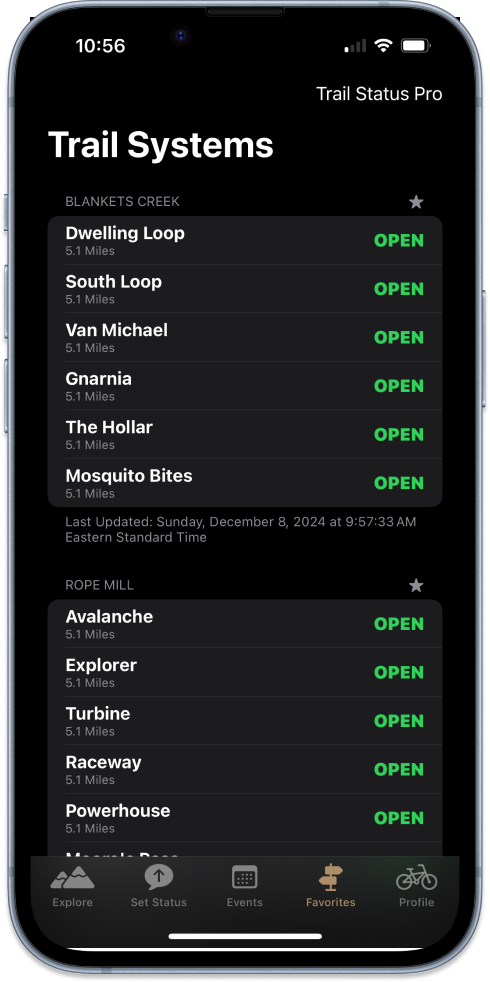 10:56
Trail Status Pro
Trail Systems
BLANKETS CREEK
Dwelling Loop
5.1 Miles
OPEN
South Loop
5.1 Miles
OPEN
Van Michael
5.1 Miles
OPEN
Gnarnia
5.1 Miles
OPEN
The Hollar
5.1 Miles
OPEN
Mosquito Bites
5.1 Miles
OPEN
Last Updated: Sunday, December 8, 2024 at 9:57:33 AM
Eastern Standard Time
ROPE MILL
Avalanche
5.1 Miles
OPEN
Explorer
5.1 Miles
OPEN
Turbine
5.1 Miles
OPEN
Raceway
5.1 Miles
OPEN
Powerhouse
5.1 Miles
OPEN
Explore
Set Status
Events
Favorites
Profile